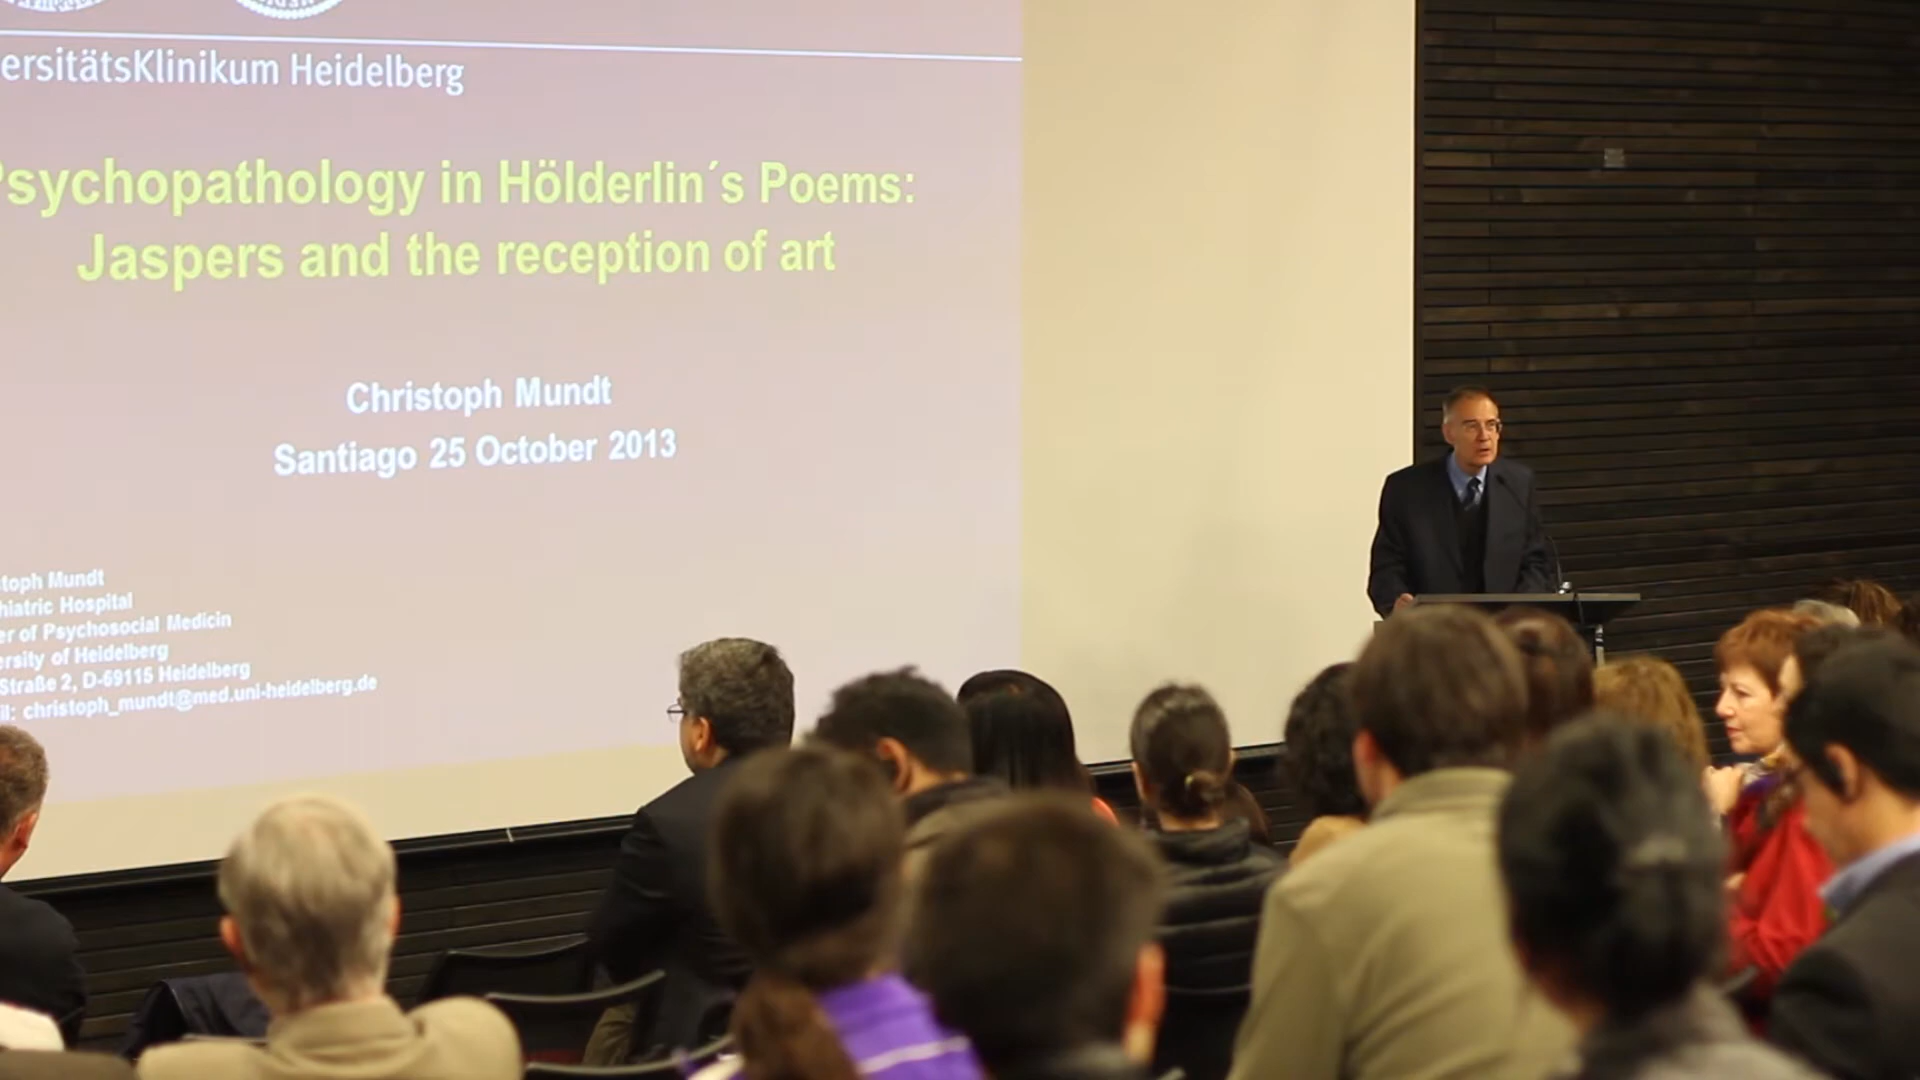 ersitätsKlinikum Heidelberg
Psychopathology in Hölderlin´s Poems:
Jaspers and the reception of art
Christoph Mundt
Santiago 25 October 2013
toph Mundt
hiatric Hospital
er of Psychosocial Medicin
ersity of Heidelberg
Straße 2, D-69115 Heidelberg
il: christoph_mundt@med.uni-heidelberg.de